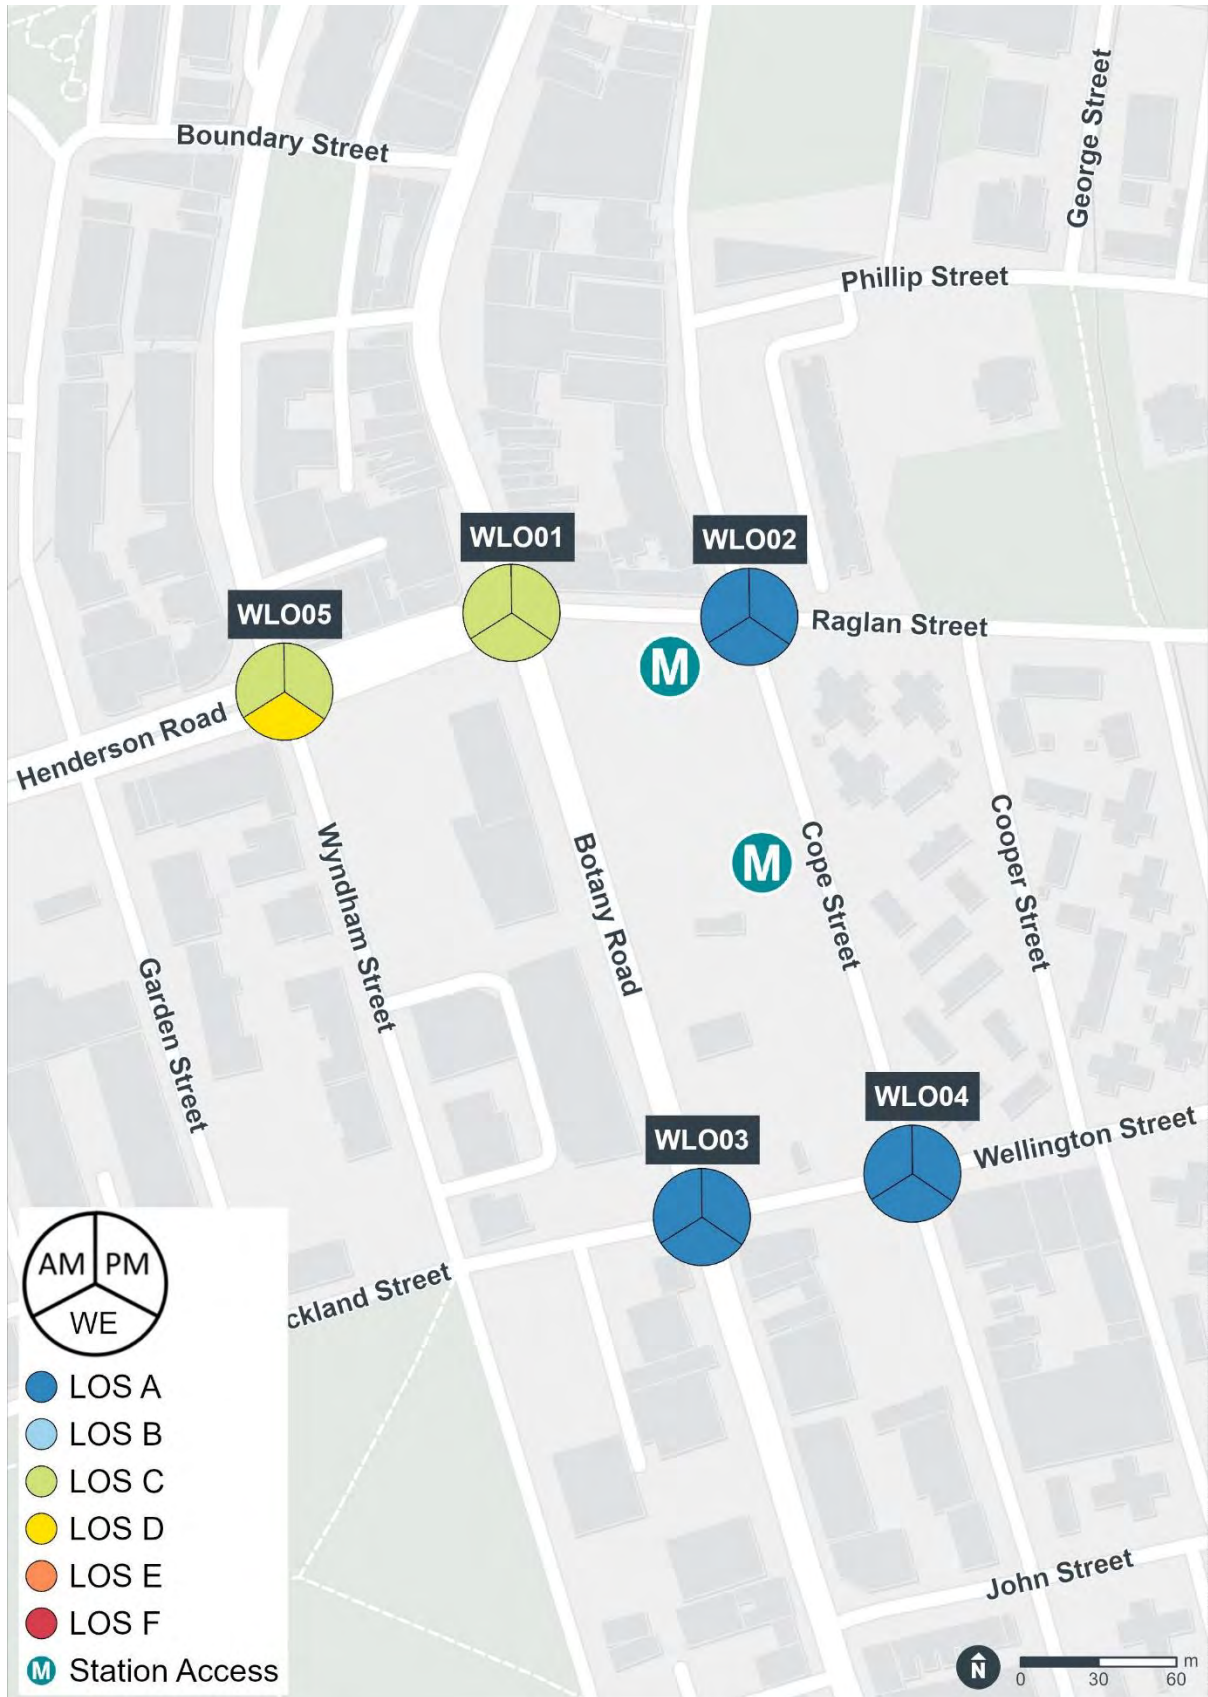 Boundary Street
George Street
Phillip Street
WLO01
WLO02
WLO05
Raglan Street
M
Henderson Road
Wyndham Street
Botany Road
M
Cope Street
Cooper Street
Garden Street
WLO04
WLO03
Wellington Street
ckland Street
AM PM
WE
LOS A
LOS B
LOS C
LOS D
LOS E
LOS F
M Station Access
John Street
N
m
0 30 60